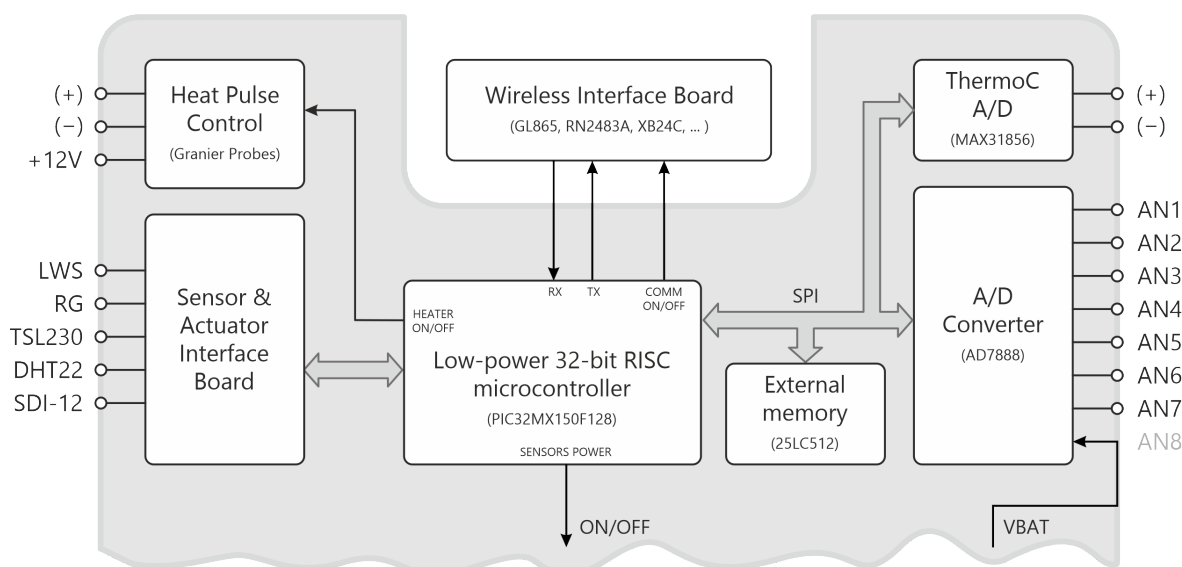 (+)
(−)
+12V
Heat Pulse
Control
(Granier Probes)
Wireless Interface Board
(GL865, RN2483A, XB24C, ... )
ThermoC
A/D
(MAX31856)
(+)
(−)
LWS
RG
TSL230
DHT22
SDI-12
Sensor &
Actuator
Interface
Board
RX
TX
COMM
ON/OFF
HEATER
ON/OFF
Low-power 32-bit RISC
microcontroller
(PIC32MX150F128)
SENSORS POWER
ON/OFF
SPI
External
memory
(25LC512)
A/D
Converter
(AD7888)
AN1
AN2
AN3
AN4
AN5
AN6
AN7
AN8
VBAT